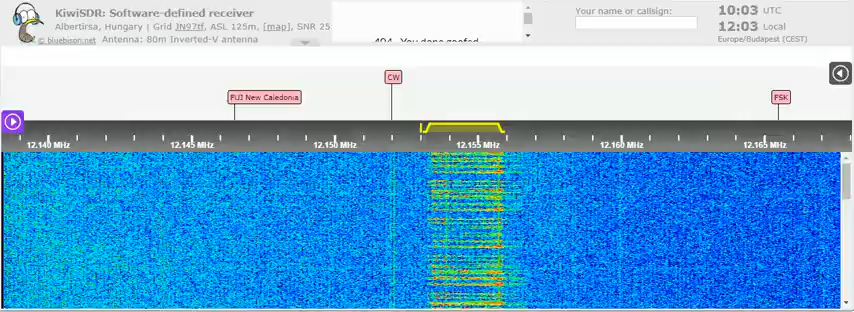 KiwiSDR: Software-defined receiver
Albertirsa, Hungary | Grid JN97tf, ASL 125m, [map], SNR 25
© bluebison.net Antenna: 80m Inverted-V antenna
Your name or callsign:
10:03 UTC
12:03 Local
Europe/Budapest (CEST)
CW
FUJ New Caledonia
FSK
12.140 MHz 12.145 MHz 12.150 MHz 12.155 MHz 12.160 MHz 12.165 MHz